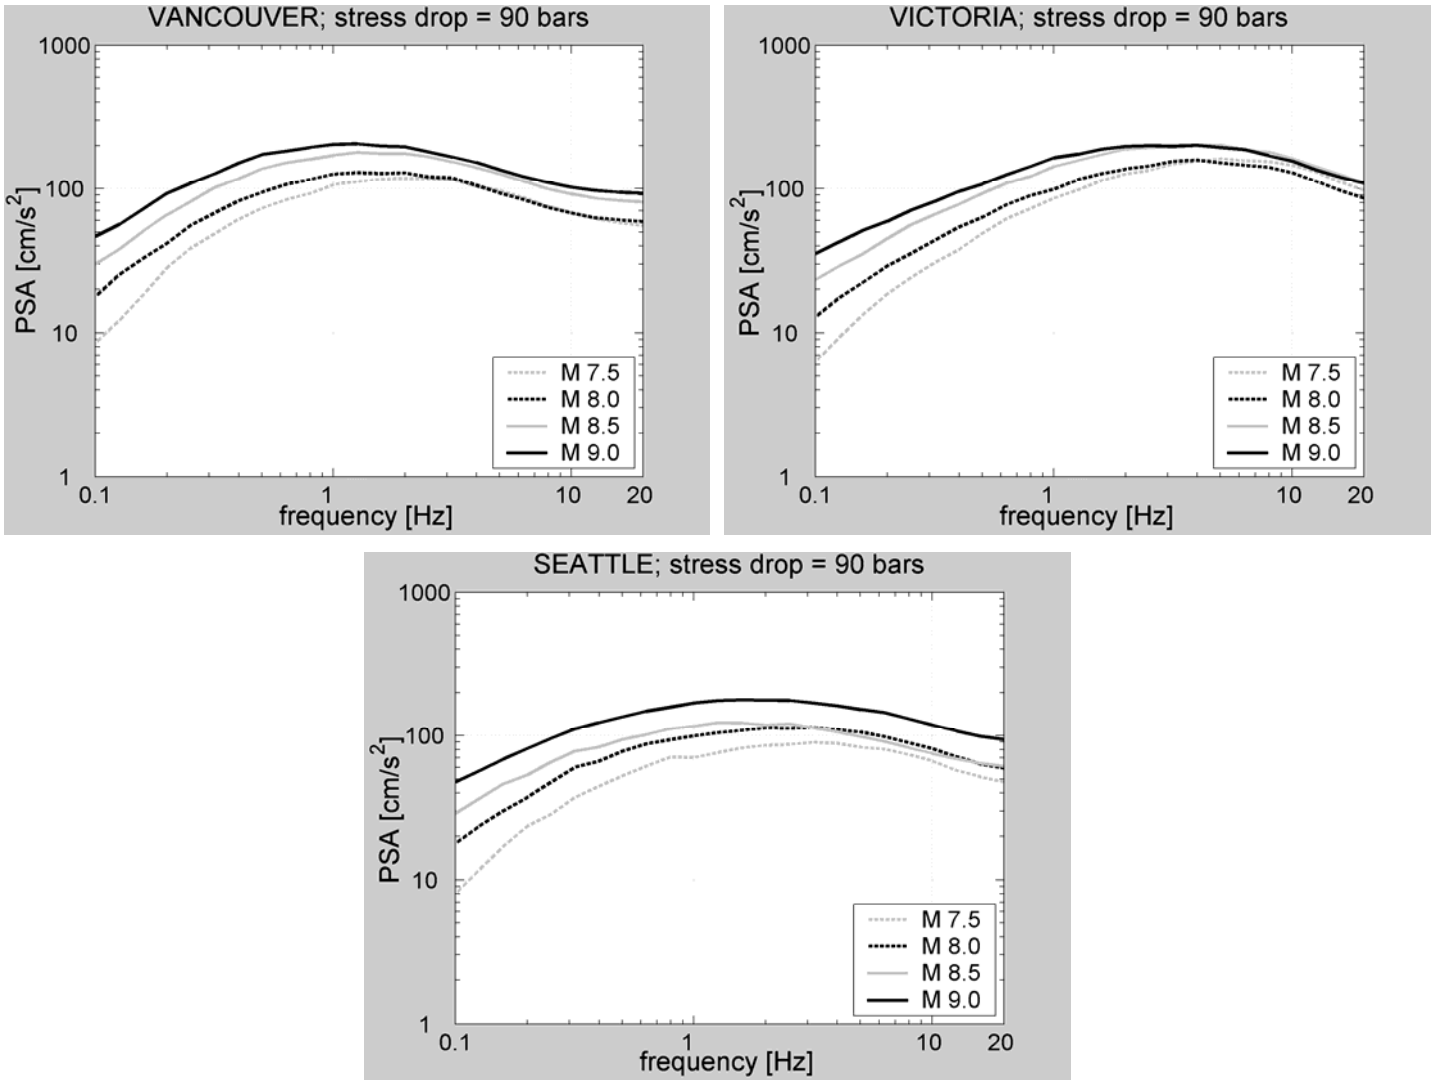 VANCOUVER; stress drop = 90 bars
1000
100
10
1
PSA [cm/s²]
M 7.5
M 8.0
M 8.5
M 9.0
0.1
1
10
20
frequency [Hz]
VICTORIA; stress drop = 90 bars
1000
100
10
1
PSA [cm/s²]
M 7.5
M 8.0
M 8.5
M 9.0
0.1
1
10
20
frequency [Hz]
SEATTLE; stress drop = 90 bars
1000
100
10
1
PSA [cm/s²]
M 7.5
M 8.0
M 8.5
M 9.0
0.1
1
10
20
frequency [Hz]